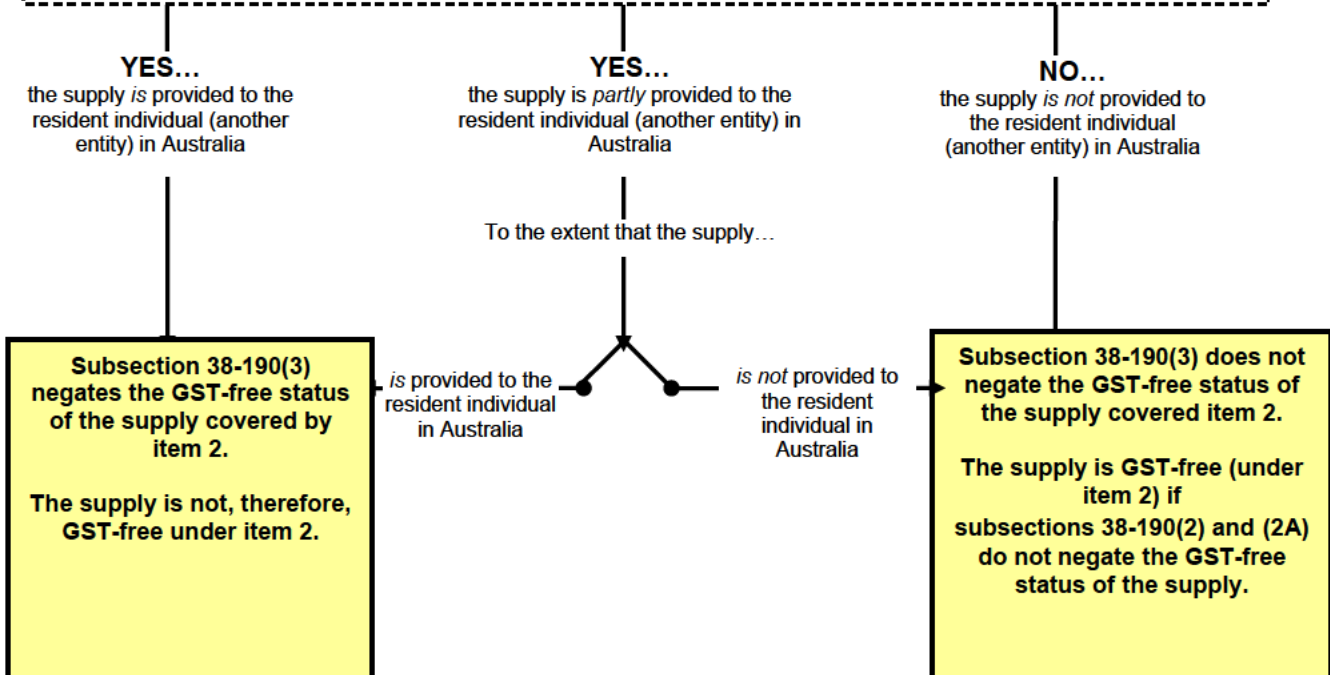 YES…
the supply is provided to the
resident individual (another
entity) in Australia
YES…
the supply is partly provided to the
resident individual (another entity) in
Australia
NO…
the supply is not provided to
the resident individual
(another entity) in Australia
To the extent that the supply…
is provided to the
resident individual
in Australia
is not provided to
the resident
individual in
Australia
Subsection 38-190(3)
negates the GST-free status
of the supply covered by
item 2.
The supply is not, therefore,
GST-free under item 2.
Subsection 38-190(3) does not
negate the GST-free status of
the supply covered item 2.
The supply is GST-free (under
item 2) if
subsections 38-190(2) and (2A)
do not negate the GST-free
status of the supply.